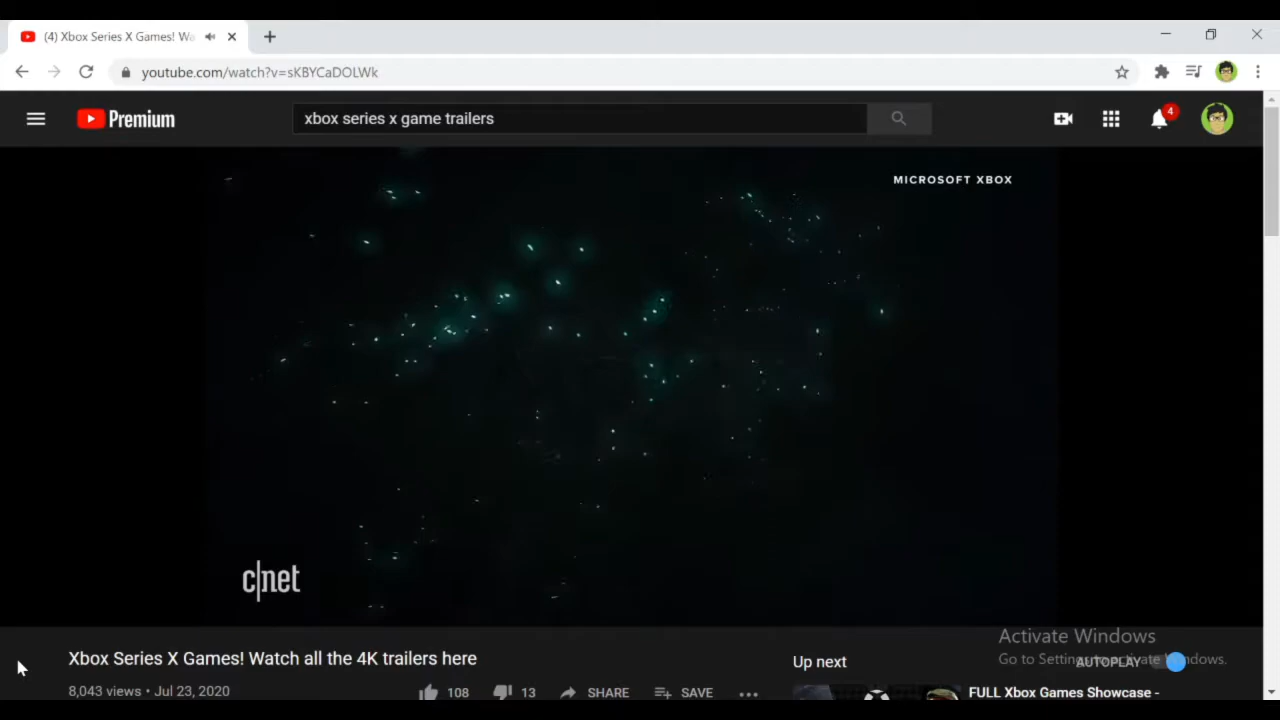 (4) Xbox Series X Games! Wa
youtube.com/watch?v=sKBYCaDOLWk
Premium
xbox series x game trailers
4
MICROSOFT XBOX
c|net
Xbox Series X Games! Watch all the 4K trailers here
8,043 views • Jul 23, 2020
108
13
SHARE
SAVE
Up next
AUTOPLAY
Activate Windows
Go to Settings to activate Windows.
FULL Xbox Games Showcase -